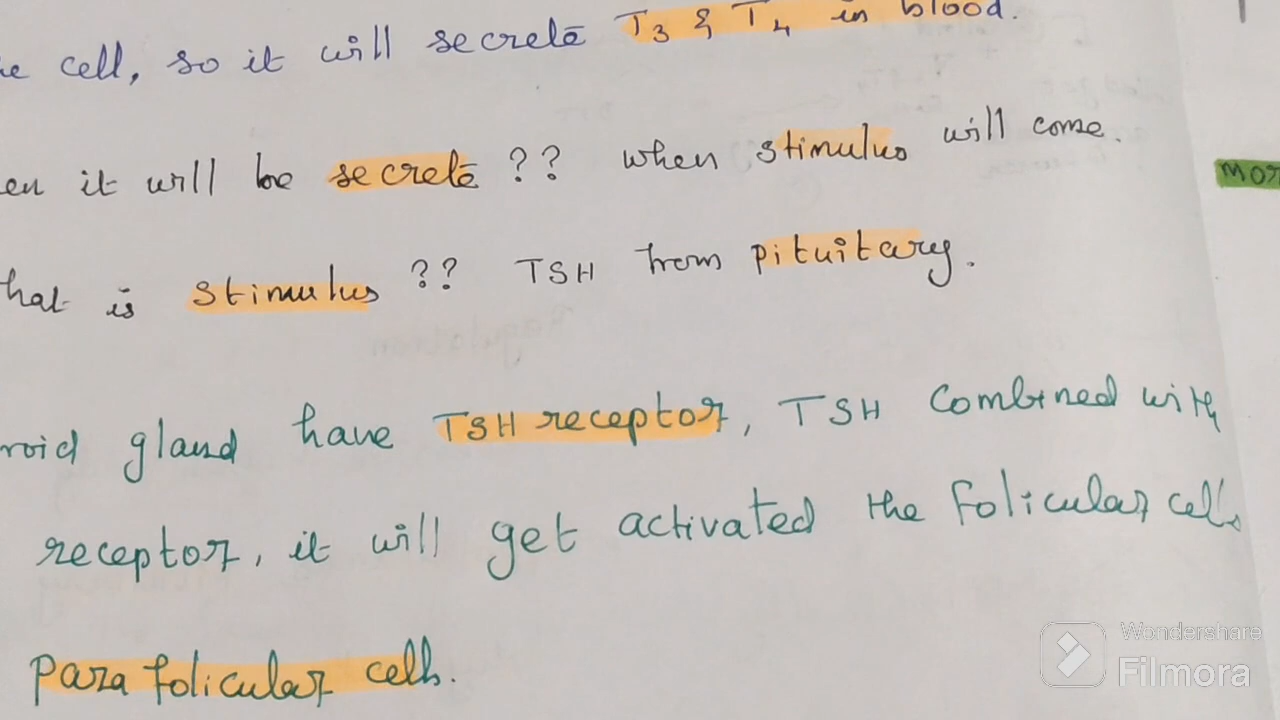 cell, so it will secrete T3 & T4 in blood.
it will be secrete ?? when stimulus will come.
is stimulus ?? TSH from pituitary.
gland have TSH receptor, TSH combined with
receptor, it will get activated the folicular cells
Para folicular cells.
Wondershare
Filmora